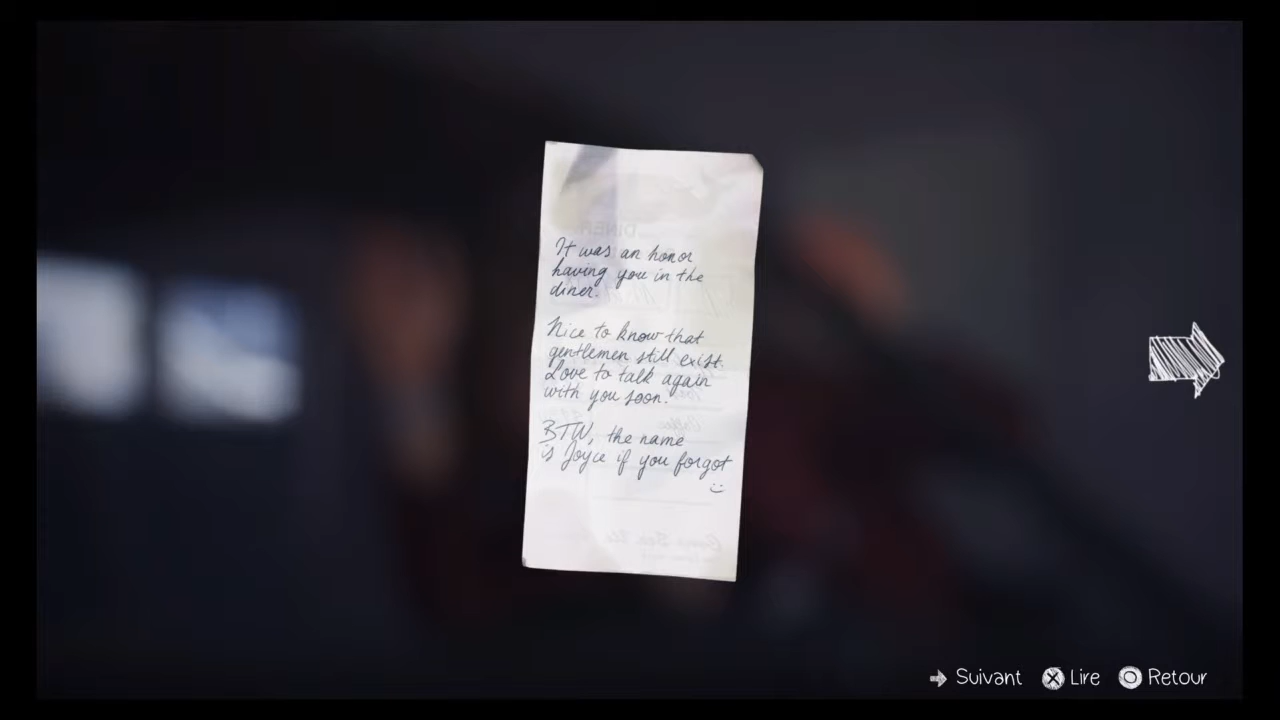 It was an honor
having you in the
diner.
Nice to know that
gentlemen still exist.
Love to talk again
with you soon.
BTW, the name
is Joyce if you forgot
:)
Suivant
Lire
Retour